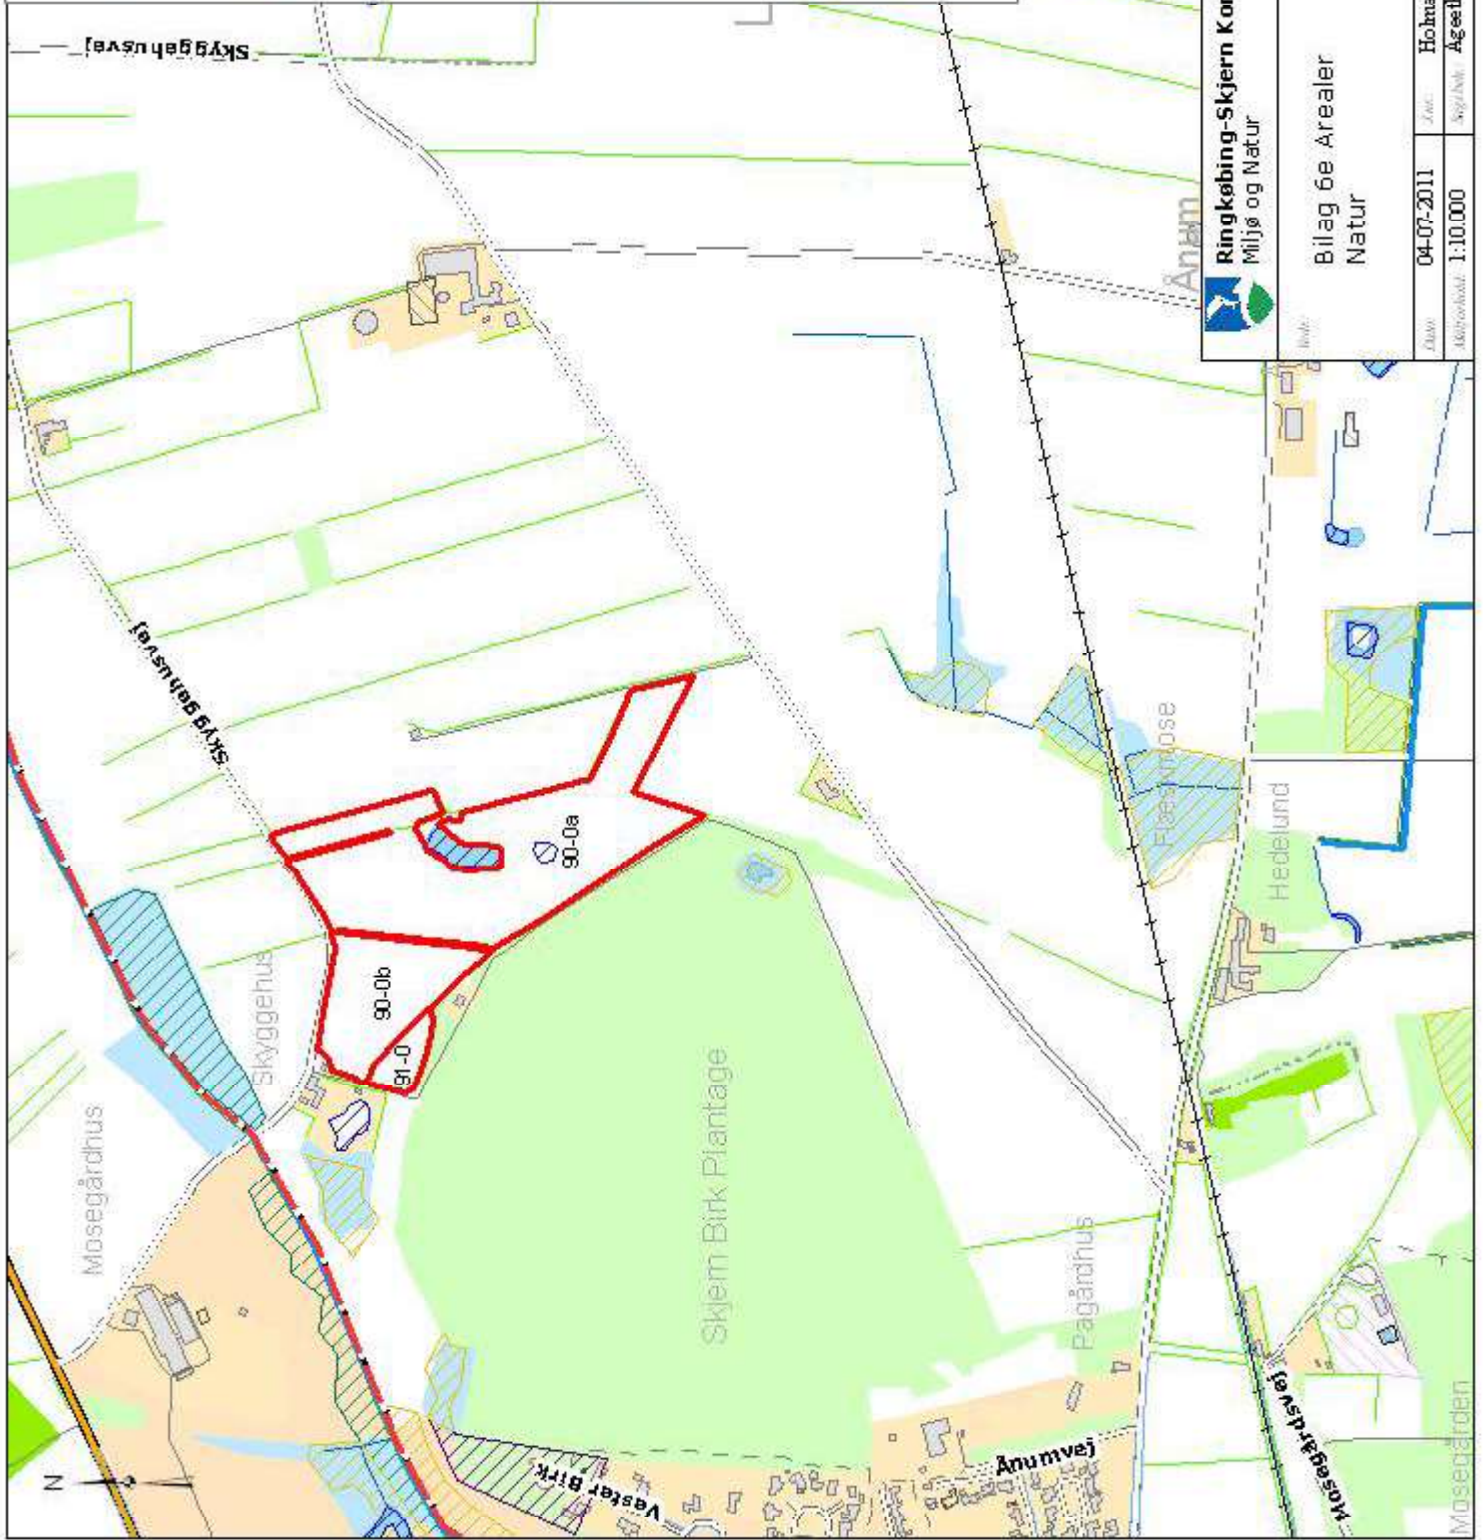 Skyggehusvej
Ånum
Skyggehusvej
90-0a
90-0b
91-0
Skyggehus
Mosegårdhus
Skjern Birk Plantage
Flæskmose
Hedelund
Pagårdhus
Ånumvej
Vester Birk
Mosegårdsvej
Mosegården
N
Ringkøbing-Skjern Kom
Miljø og Natur
Bilag 6e Arealer
Natur
04-07-2011
1:10.000